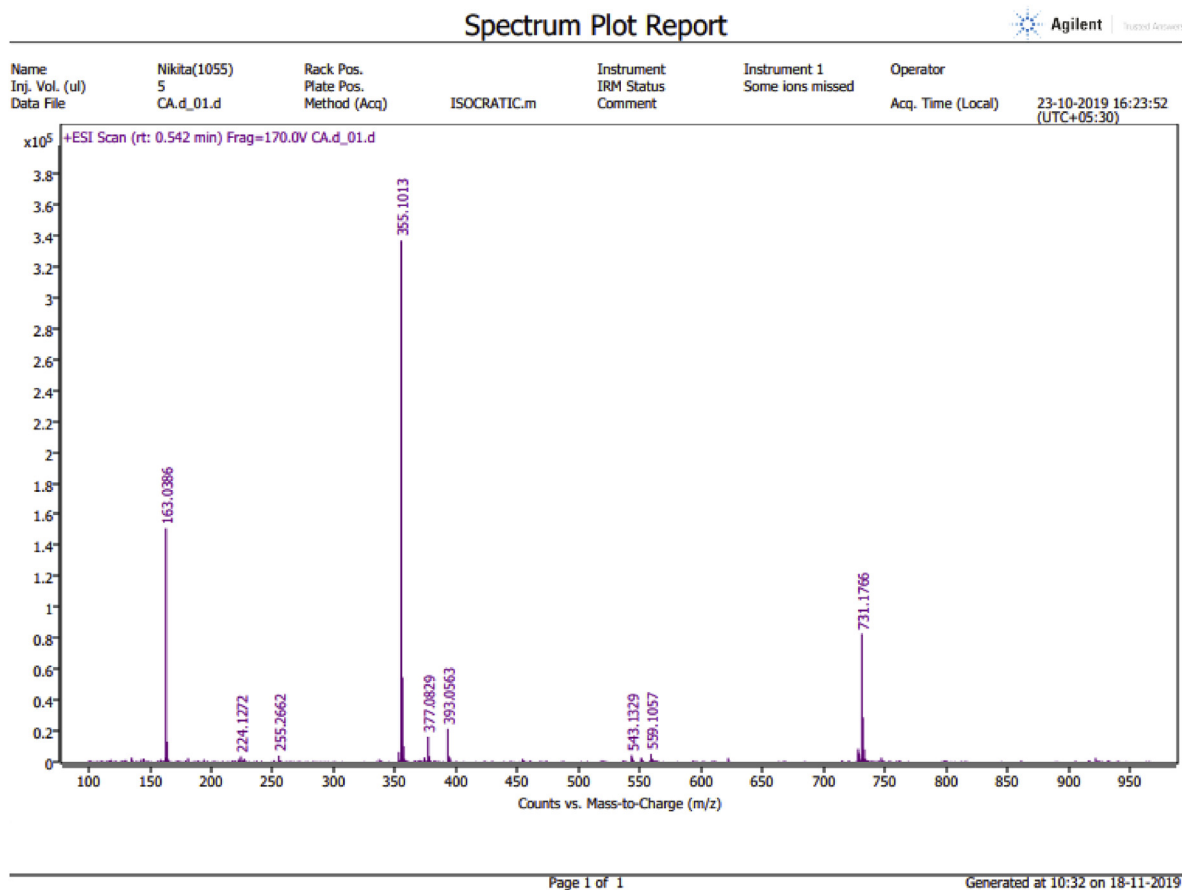 Spectrum Plot Report
Agilent Trusted Answers
Name Nikita(1055) Rack Pos. Instrument Instrument 1 Operator
Inj. Vol. (ul) 5 Plate Pos. IRM Status Some ions missed
Data File CA.d_01.d Method (Acq) ISOCRATIC.m Comment Acq. Time (Local) 23-10-2019 16:23:52
(UTC+05:30)
x10⁵ +ESI Scan (rt: 0.542 min) Frag=170.0V CA.d_01.d
3.8
3.6
3.4
3.2
3
2.8
2.6
2.4
2.2
2
1.8
1.6
1.4
1.2
1
0.8
0.6
0.4
0.2
0
163.0386
224.1272
255.2662
355.1013
377.0829
393.0563
543.1329
559.1057
731.1766
100 150 200 250 300 350 400 450 500 550 600 650 700 750 800 850 900 950
Counts vs. Mass-to-Charge (m/z)
Page 1 of 1 Generated at 10:32 on 18-11-2019